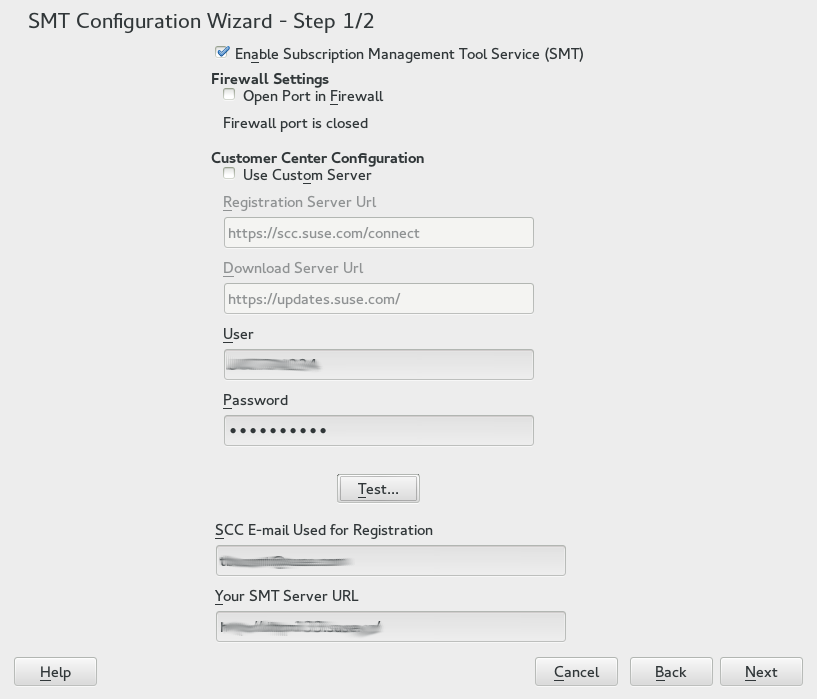 SMT Configuration Wizard - Step 1/2
Enable Subscription Management Tool Service (SMT)
Firewall Settings
Open Port in Firewall
Firewall port is closed
Customer Center Configuration
Use Custom Server
Registration Server Url
https://scc.suse.com/connect
Download Server Url
https://updates.suse.com/
User
Password
••••••••••
Test...
SCC E-mail Used for Registration
Your SMT Server URL
Help Cancel Back Next